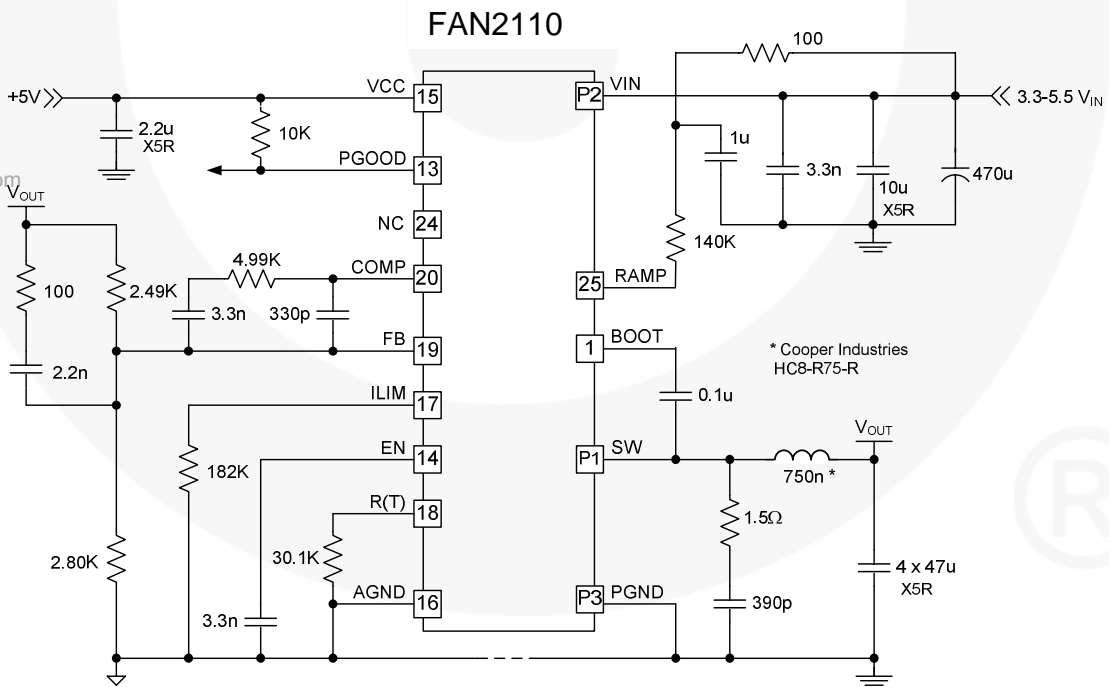 FAN2110
100
VCC
15
P2
VIN
+5V
3.3-5.5 VIN
2.2u
X5R
10K
1u
PGOOD
13
3.3n
10u
X5R
470u
om
VOUT
NC
24
140K
4.99K
COMP
20
25
RAMP
100
2.49K
3.3n
330p
FB
19
1
BOOT
* Cooper Industries
HC8-R75-R
2.2n
ILIM
17
0.1u
VOUT
EN
14
P1
SW
182K
750n *
R(T)
18
1.5Ω
2.80K
30.1K
4 x 47u
X5R
AGND
16
P3
PGND
390p
3.3n
R